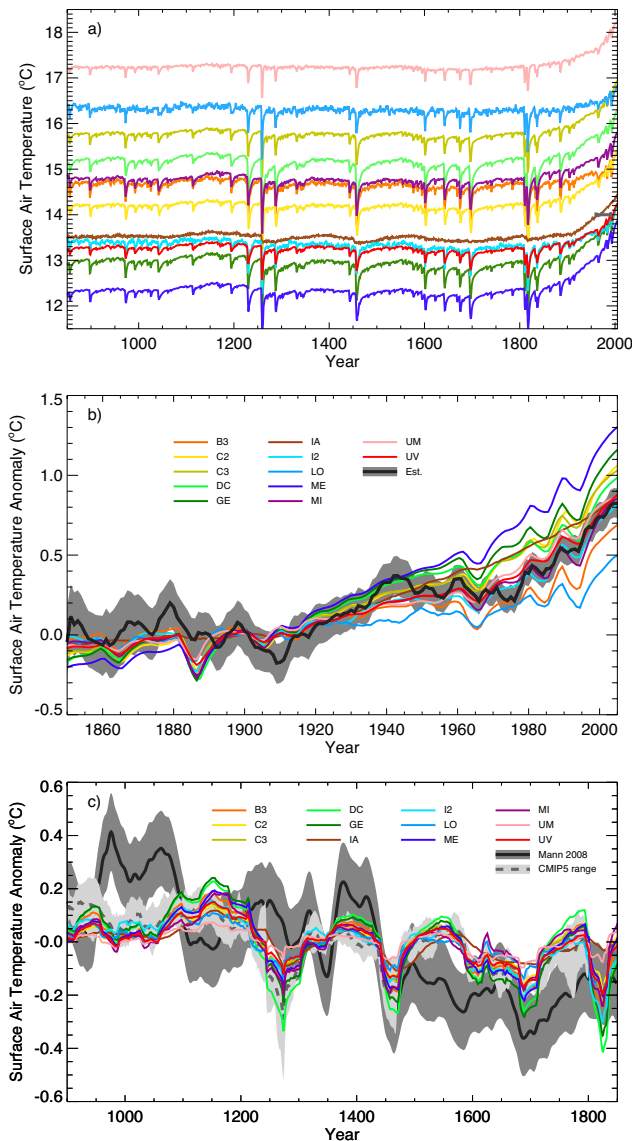 a)
Surface Air Temperature (°C)
18
17
16
15
14
13
12
1000 1200 1400 1600 1800 2000
Year
b)
Surface Air Temperature Anomaly (°C)
1.5
1.0
0.5
0.0
-0.5
B3 IA UM
C2 I2 UV
C3 LO Est.
DC ME
GE MI
1860 1880 1900 1920 1940 1960 1980 2000
Year
c)
Surface Air Temperature Anomaly (°C)
0.6
0.4
0.2
-0.0
-0.2
-0.4
-0.6
B3 DC I2 MI
C2 GE LO UM
C3 IA ME UV
Mann 2008
CMIP5 range
1000 1200 1400 1600 1800
Year